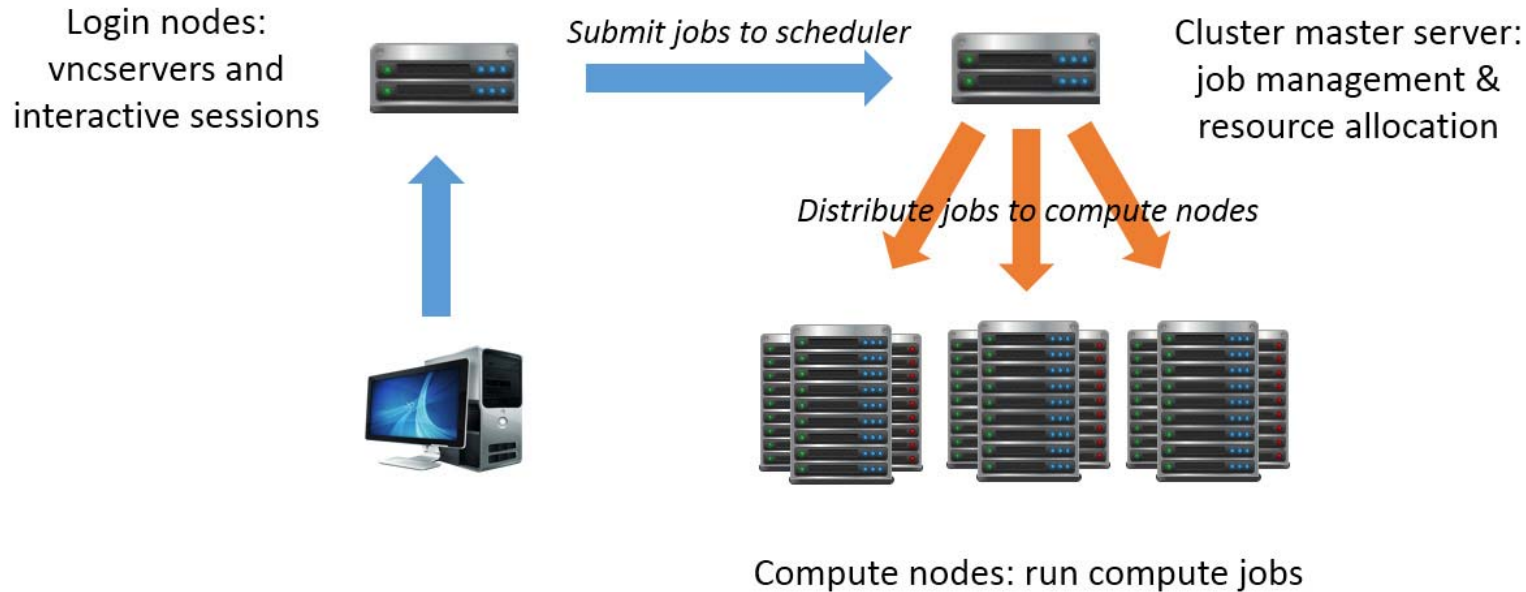 Login nodes:
vncservers and
interactive sessions
Submit jobs to scheduler
Cluster master server:
job management &
resource allocation
Distribute jobs to compute nodes
Compute nodes: run compute jobs